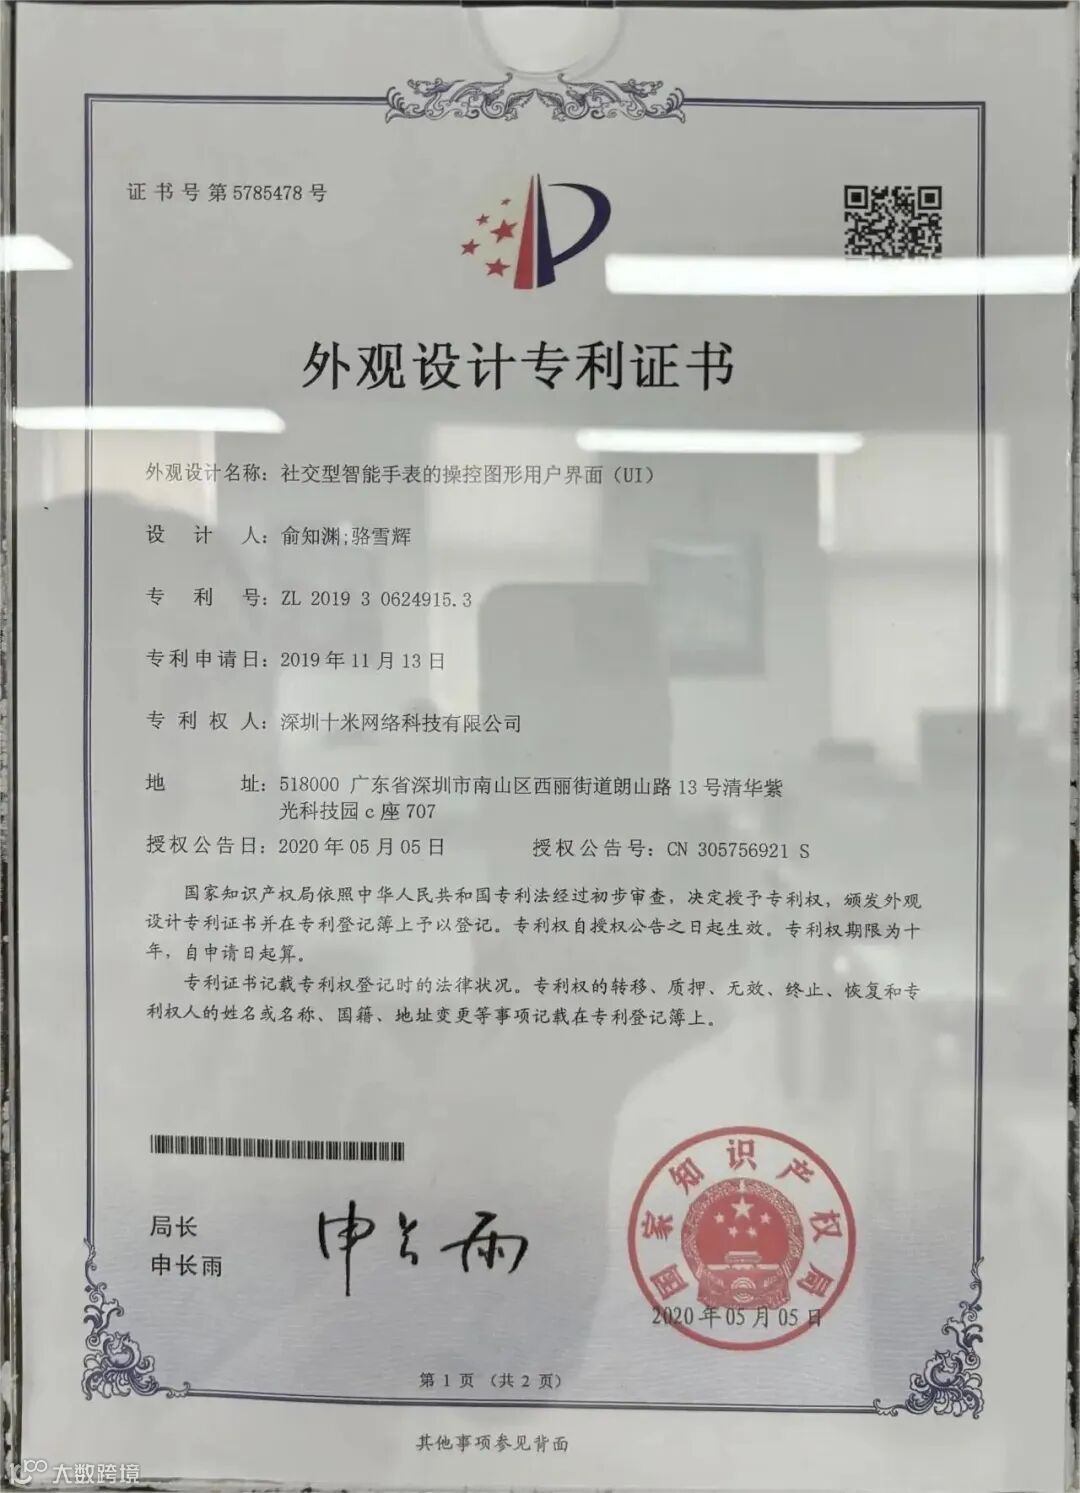 证书号第5785478号
外观设计专利证书
外观设计名称：社交型智能手表的操控图形用户界面（UI）
设计人：俞知渊;骆雪辉
专利号：ZL 2019 3 0624915.3
专利申请日：2019年11月13日
专利权人：深圳十米网络科技有限公司
地址：518000 广东省深圳市南山区西丽街道朗山路13号清华紫
光科技园c座707
授权公告日：2020年05月05日 授权公告号：CN 305756921 S
国家知识产权局依照中华人民共和国专利法经过初步审查，决定授予专利权，颁发外观
设计专利证书并在专利登记簿上予以登记。专利权自授权公告之日起生效。专利权期限为十
年，自申请日起算。
专利证书记载专利权登记时的法律状况。专利权的转移、质押、无效、终止、恢复和专
利权人的姓名或名称、国籍、地址变更等事项记载在专利登记簿上。
局长
申长雨
申长雨
国家知识产权局
2020年05月05日
第1页（共2页）
其他事项参见背面
大数跨境